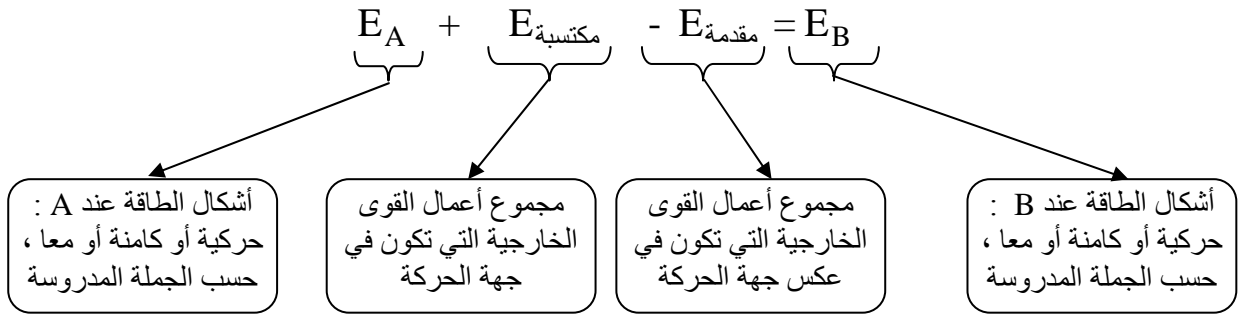 E_A + E_مكتسبة - E_مقدمة = E_B
أشكال الطاقة عند A :
حركية أو كامنة أو معا ،
حسب الجملة المدروسة
مجموع أعمال القوى
الخارجية التي تكون في
جهة الحركة
مجموع أعمال القوى
الخارجية التي تكون في
عكس جهة الحركة
أشكال الطاقة عند B :
حركية أو كامنة أو معا ،
حسب الجملة المدروسة